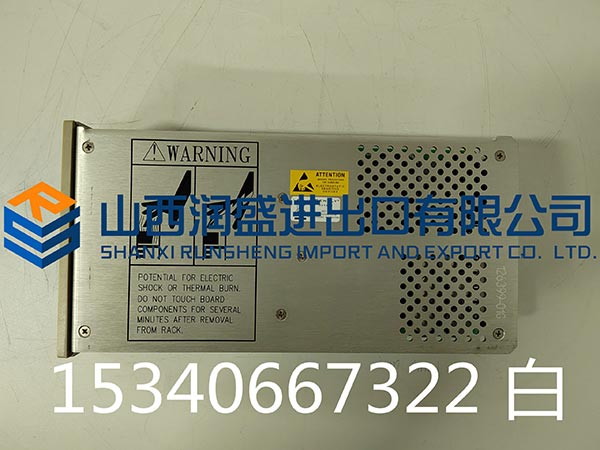 WARNING
ATTENTION
山西润盛进出口有限公司
SHANXI RUNSHENG IMPORT AND EXPORT CO. LTD.
POTENTIAL FOR ELECTRIC
SHOCK OR THERMAL BURN.
DO NOT TOUCH BOARD
COMPONENTS FOR SEVERAL
MINUTES AFTER REMOVAL
FROM RACK.
15340667322 白